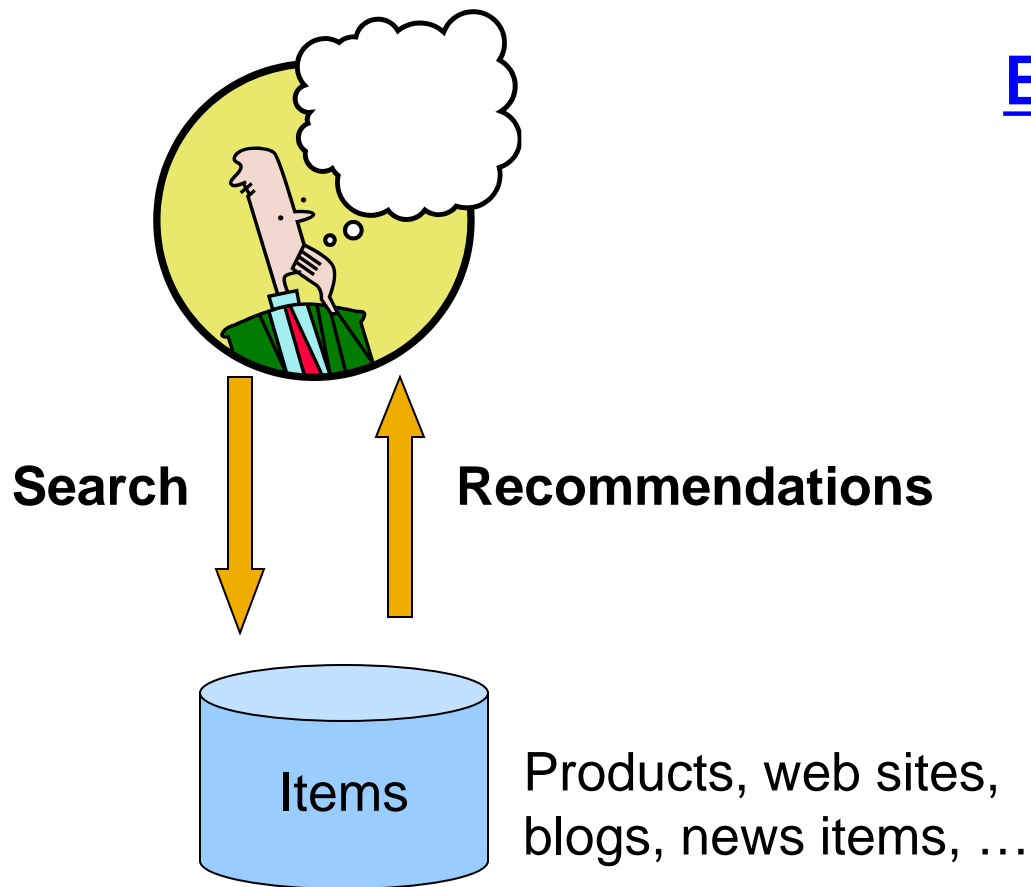 Search
Recommendations
Items
Products, web sites,
blogs, news items, …